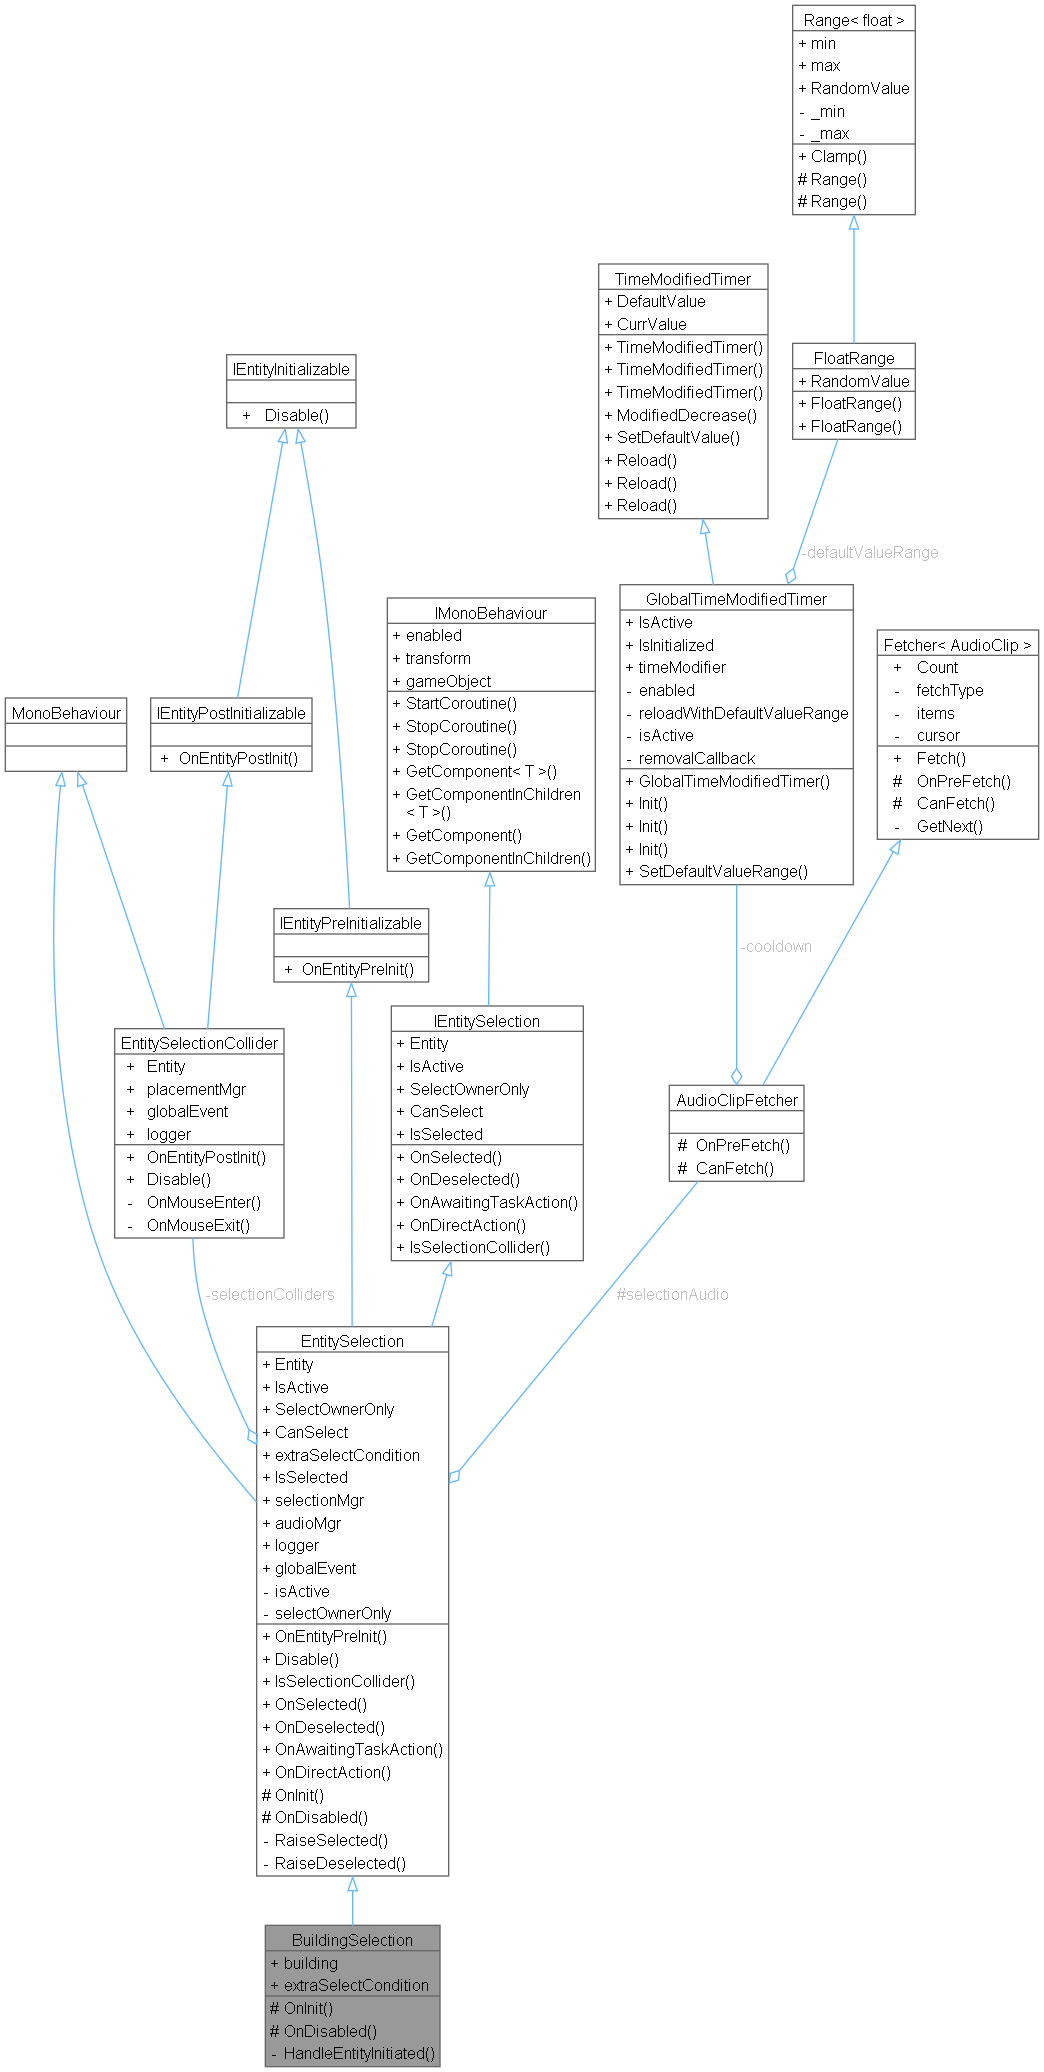 Range< float >
+ min
+ max
+ RandomValue
- _min
- _max
+ Clamp()
# Range()
# Range()
TimeModifiedTimer
+ DefaultValue
+ CurrValue
+ TimeModifiedTimer()
+ TimeModifiedTimer()
+ TimeModifiedTimer()
+ ModifiedDecrease()
+ SetDefaultValue()
+ Reload()
+ Reload()
+ Reload()
FloatRange
+ RandomValue
+ FloatRange()
+ FloatRange()
IEntityInitializable
+ Disable()
-defaultValueRange
GlobalTimeModifiedTimer
+ IsActive
+ IsInitialized
+ timeModifier
- enabled
- reloadWithDefaultValueRange
- isActive
- removalCallback
+ GlobalTimeModifiedTimer()
+ Init()
+ Init()
+ Init()
+ SetDefaultValueRange()
IMonoBehaviour
+ enabled
+ transform
+ gameObject
+ StartCoroutine()
+ StopCoroutine()
+ StopCoroutine()
+ GetComponent< T >()
+ GetComponentInChildren
< T >()
+ GetComponent()
+ GetComponentInChildren()
Fetcher< AudioClip >
+ Count
- fetchType
- items
- cursor
+ Fetch()
# OnPreFetch()
# CanFetch()
- GetNext()
MonoBehaviour
IEntityPostInitializable
+ OnEntityPostInit()
IEntityPreInitializable
+ OnEntityPreInit()
-cooldown
EntitySelectionCollider
+ Entity
+ placementMgr
+ globalEvent
+ logger
+ OnEntityPostInit()
+ Disable()
- OnMouseEnter()
- OnMouseExit()
IEntitySelection
+ Entity
+ IsActive
+ SelectOwnerOnly
+ CanSelect
+ IsSelected
+ OnSelected()
+ OnDeselected()
+ OnAwaitingTaskAction()
+ OnDirectAction()
+ IsSelectionCollider()
AudioClipFetcher
# OnPreFetch()
# CanFetch()
-selectionColliders
#selectionAudio
EntitySelection
+ Entity
+ IsActive
+ SelectOwnerOnly
+ CanSelect
+ extraSelectCondition
+ IsSelected
+ selectionMgr
+ audioMgr
+ logger
+ globalEvent
- isActive
- selectOwnerOnly
+ OnEntityPreInit()
+ Disable()
+ IsSelectionCollider()
+ OnSelected()
+ OnDeselected()
+ OnAwaitingTaskAction()
+ OnDirectAction()
# OnInit()
# OnDisabled()
- RaiseSelected()
- RaiseDeselected()
BuildingSelection
+ building
+ extraSelectCondition
# OnInit()
# OnDisabled()
- HandleEntityInitiated()